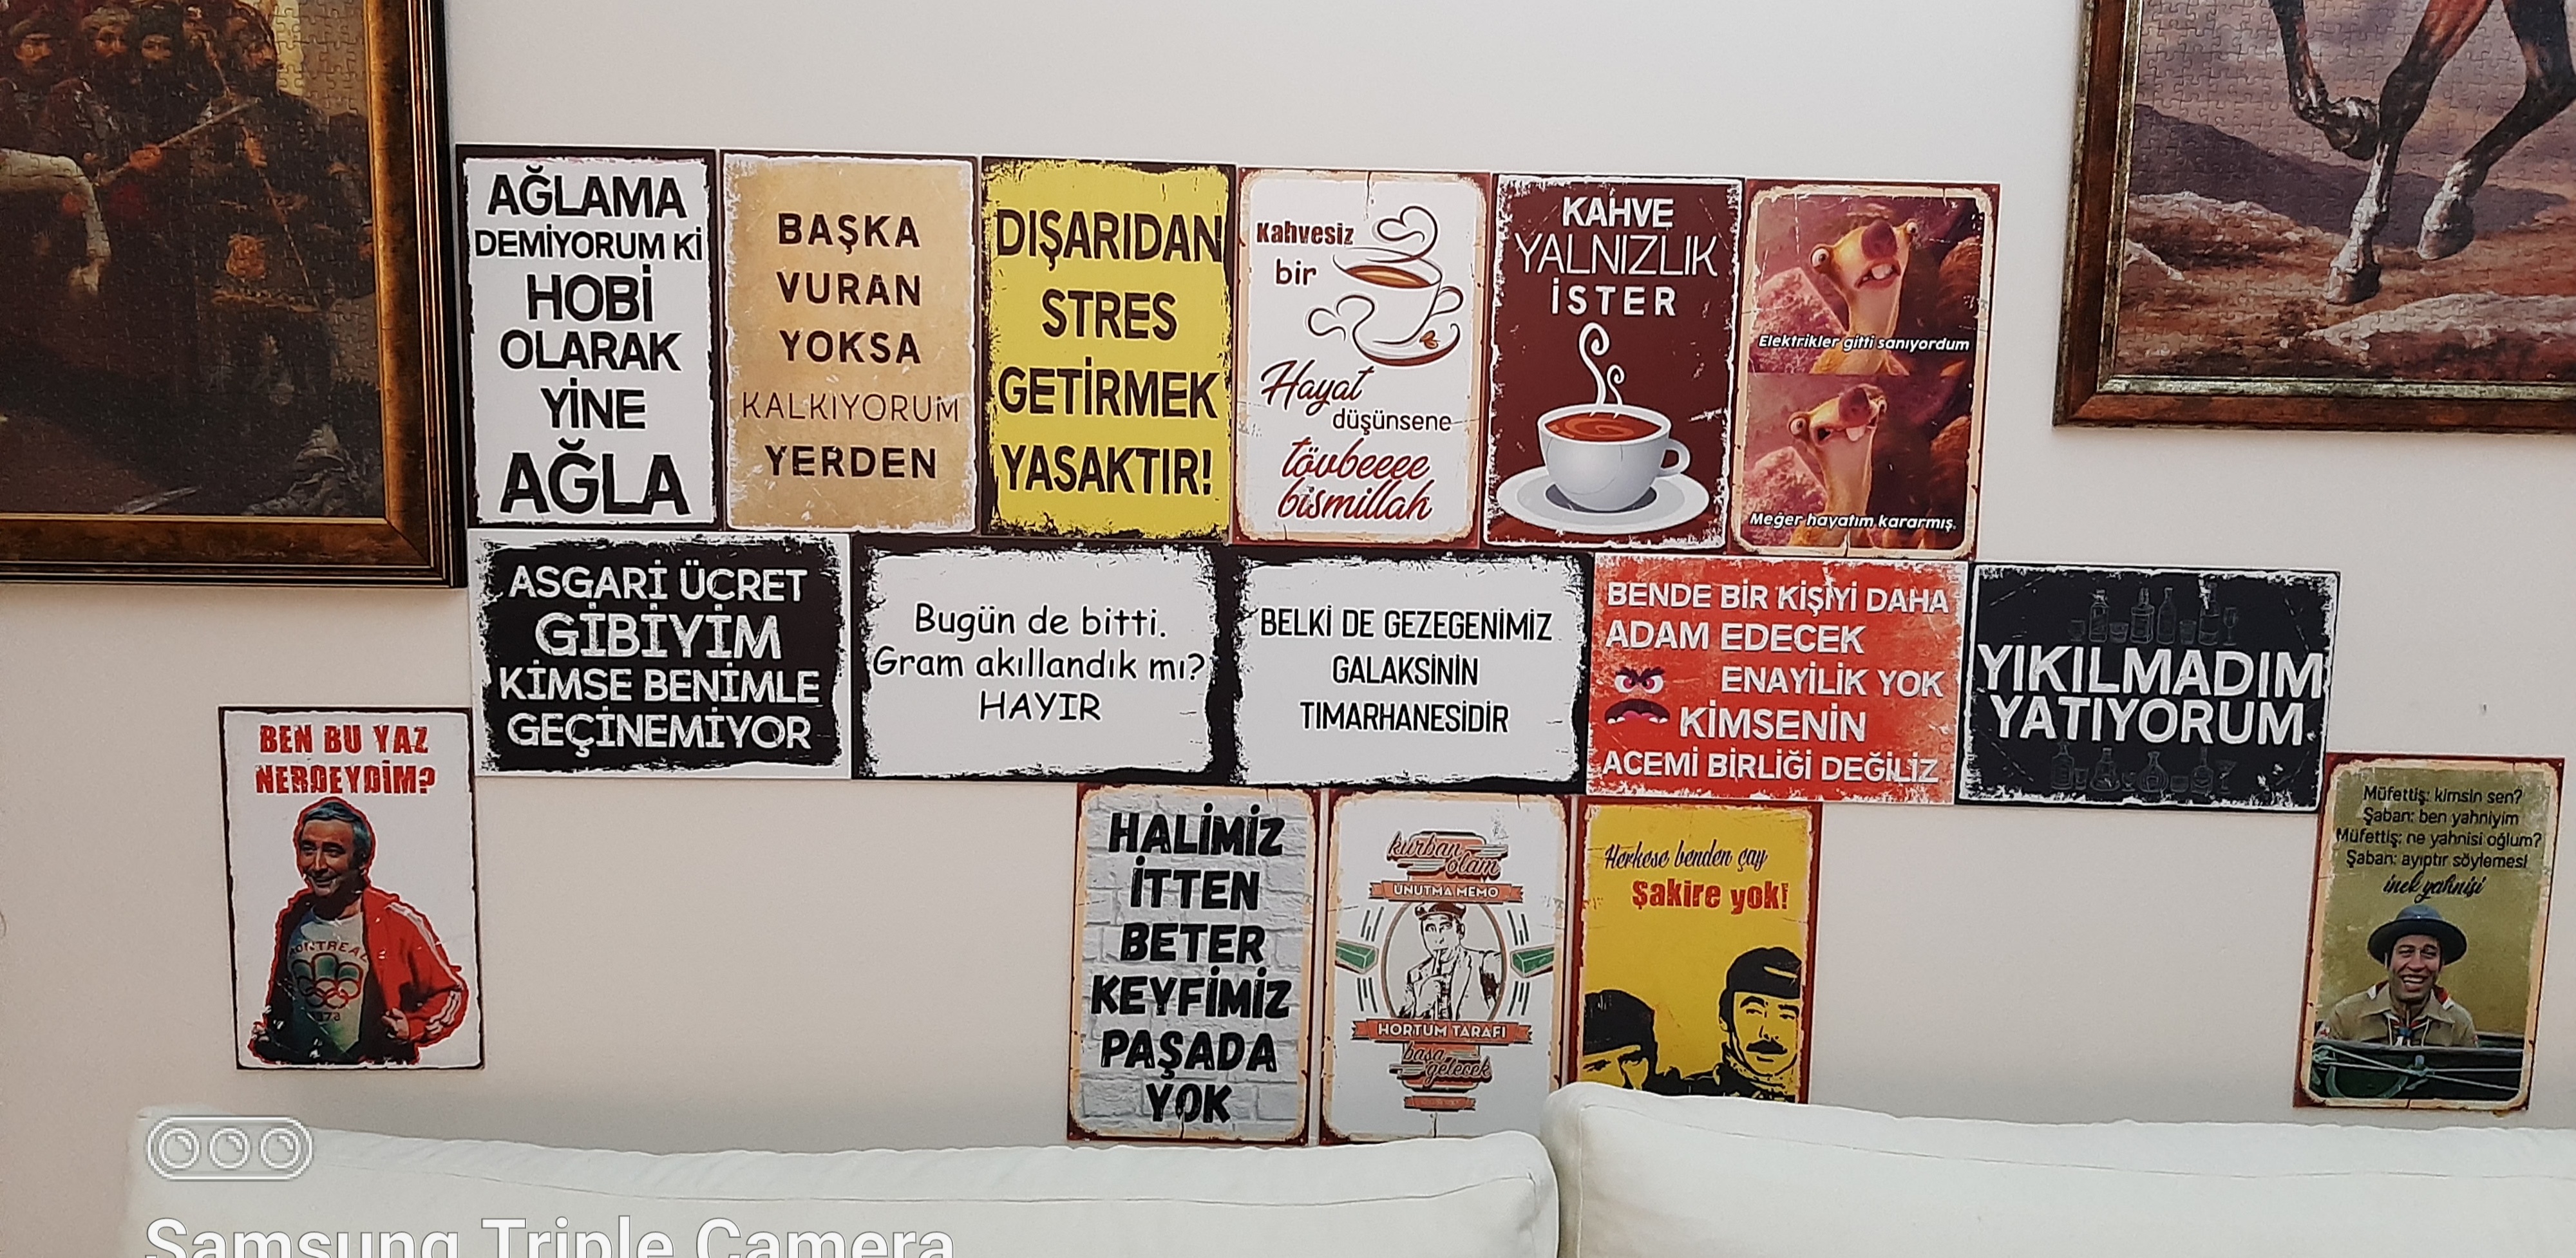 AĞLAMA
DEMİYORUM Kİ
HOBİ
OLARAK
YİNE
AĞLA
BAŞKA
VURAN
YOKSA
KALKIYORUM
YERDEN
DIŞARIDAN
STRES
GETİRMEK
YASAKTIR!
Kahvesiz
bir
Hayat
düşünsene
tövbeeee
bismillah
KAHVE
YALNIZLIK
İSTER
Elektrikler gitti sanıyordum
Meğer hayatım kararmış.
ASGARİ ÜCRET
GİBİYİM
KİMSE BENİMLE
GEÇİNEMİYOR
Bugün de bitti.
Gram akıllandık mı?
HAYIR
BELKİ DE GEZEGENİMİZ
GALAKSİNİN
TIMARHANESİDİR
BENDE BİR KİŞİYİ DAHA
ADAM EDECEK
ENAYİLİK YOK
KİMSENİN
ACEMİ BİRLİĞİ DEĞİLİZ
YIKILMADIM
YATIYORUM
BEN BU YAZ
NERDEYDİM?
MONTREAL
HALİMİZ
İTTEN
BETER
KEYFİMİZ
PAŞADA
YOK
kurban
olam
UNUTMA MEMO
HORTUM TARAFI
başa
gelecek
Herkese benden çay
Şakire yok!
Müfettiş: kimsin sen?
Şaban: ben yahniyim
Müfettiş: ne yahnisi oğlum?
Şaban: ayıptır söylemesi
inek yahnisi
Samsung Triple Camera